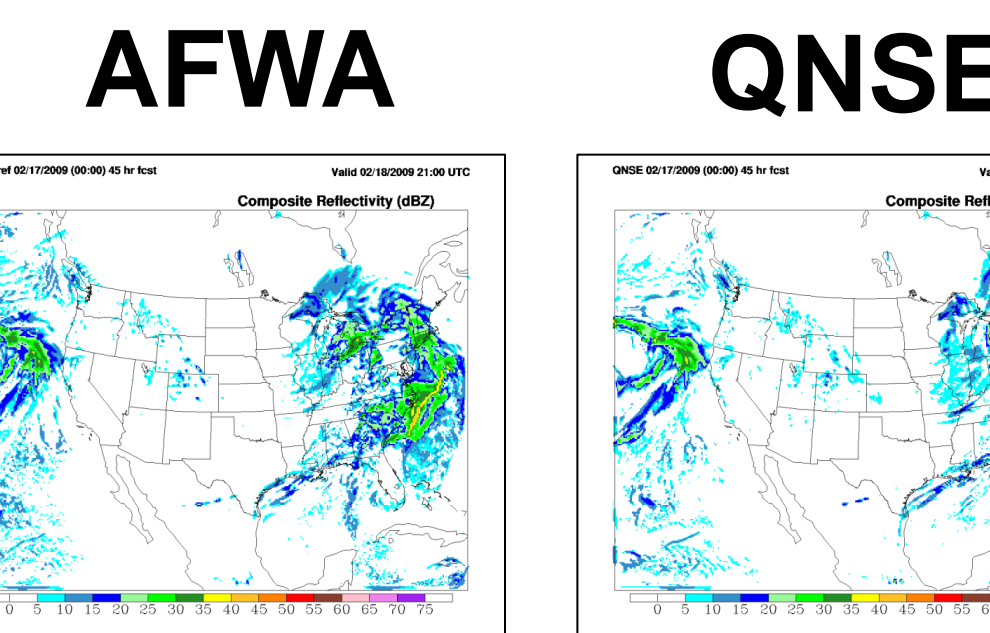 AFWA QNSE
ref 02/17/2009 (00:00) 45 hr fcst Valid 02/18/2009 21:00 UTC
Composite Reflectivity (dBZ)
0 5 10 15 20 25 30 35 40 45 50 55 60 65 70 75
QNSE 02/17/2009 (00:00) 45 hr fcst Va
Composite Refl
0 5 10 15 20 25 30 35 40 45 50 55 6